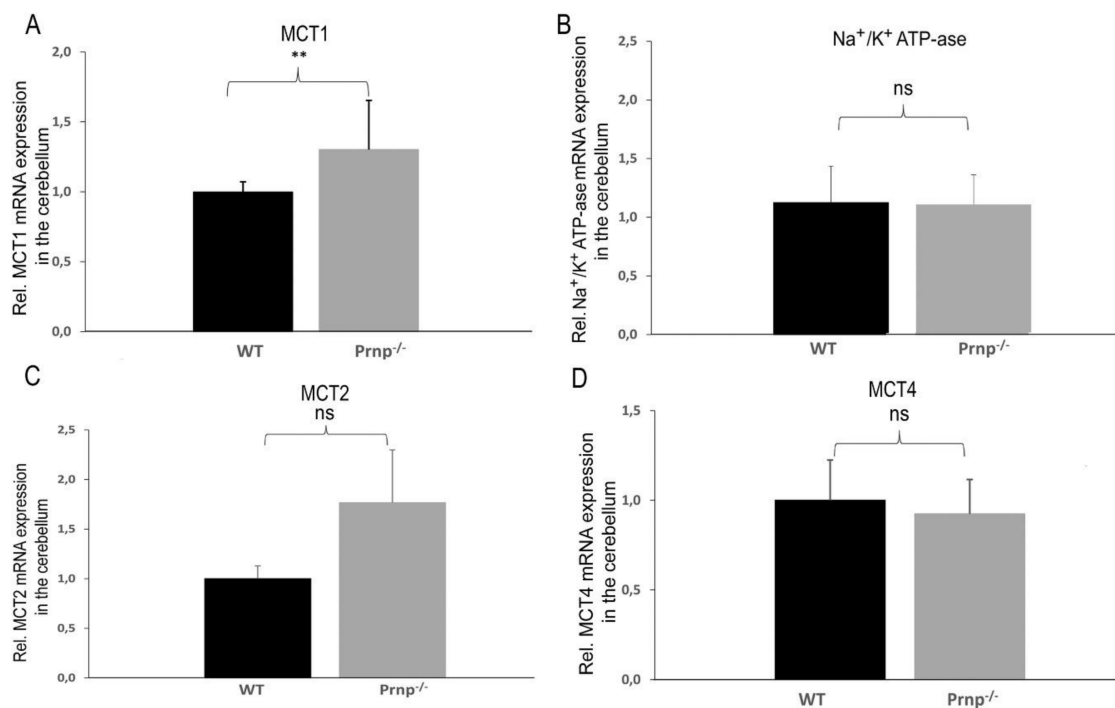 A
MCT1
**
2,0
1,5
1,0
0,5
0,0
Rel. MCT1 mRNA expression
in the cerebellum
WT
Prnp-/-
B
Na+/K+ ATP-ase
ns
2,5
2,0
1,5
1,0
0,5
0,0
Rel. Na+/K+ ATP-ase mRNA expression
in the cerebellum
WT
Prnp-/-
C
MCT2
ns
2,5
2,0
1,5
1,0
0,5
0,0
Rel. MCT2 mRNA expression
in the cerebellum
WT
Prnp-/-
D
MCT4
ns
1,5
1,0
0,5
0,0
Rel. MCT4 mRNA expression
in the cerebellum
WT
Prnp-/-